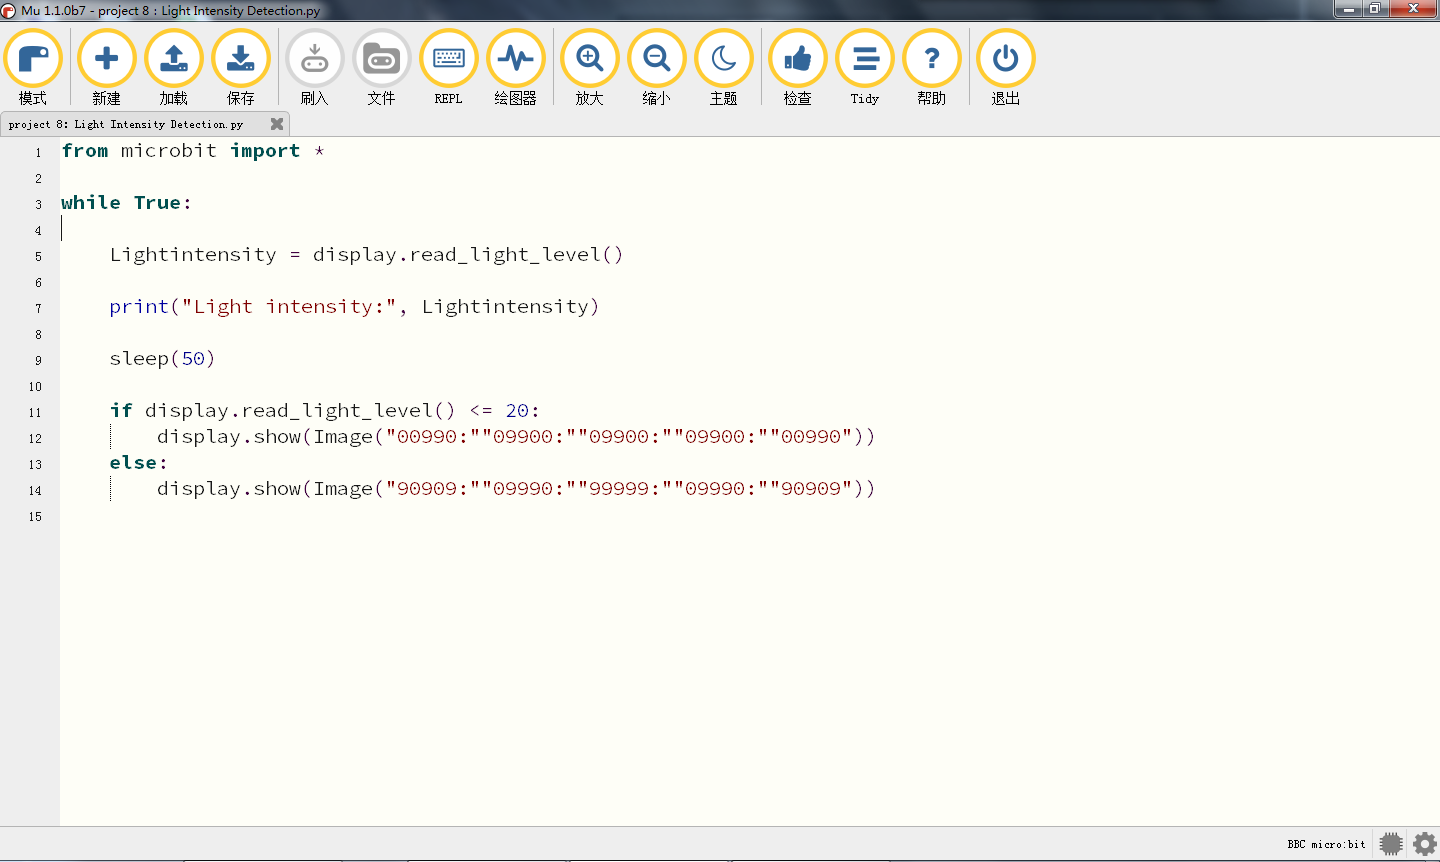 Mu 1.1.0b7 - project 8 : Light Intensity Detection.py
模式 新建 加载 保存 刷入 文件 REPL 绘图器 放大 缩小 主题 检查 Tidy 帮助 退出
project 8: Light Intensity Detection.py
1 from microbit import *
2
3 while True:
4
5 Lightintensity = display.read_light_level()
6
7 print("Light intensity:", Lightintensity)
8
9 sleep(50)
10
11 if display.read_light_level() <= 20:
12 display.show(Image("00990:""09900:""09900:""09900:""00990"))
13 else:
14 display.show(Image("90909:""09990:""99999:""09990:""90909"))
15
BBC micro:bit